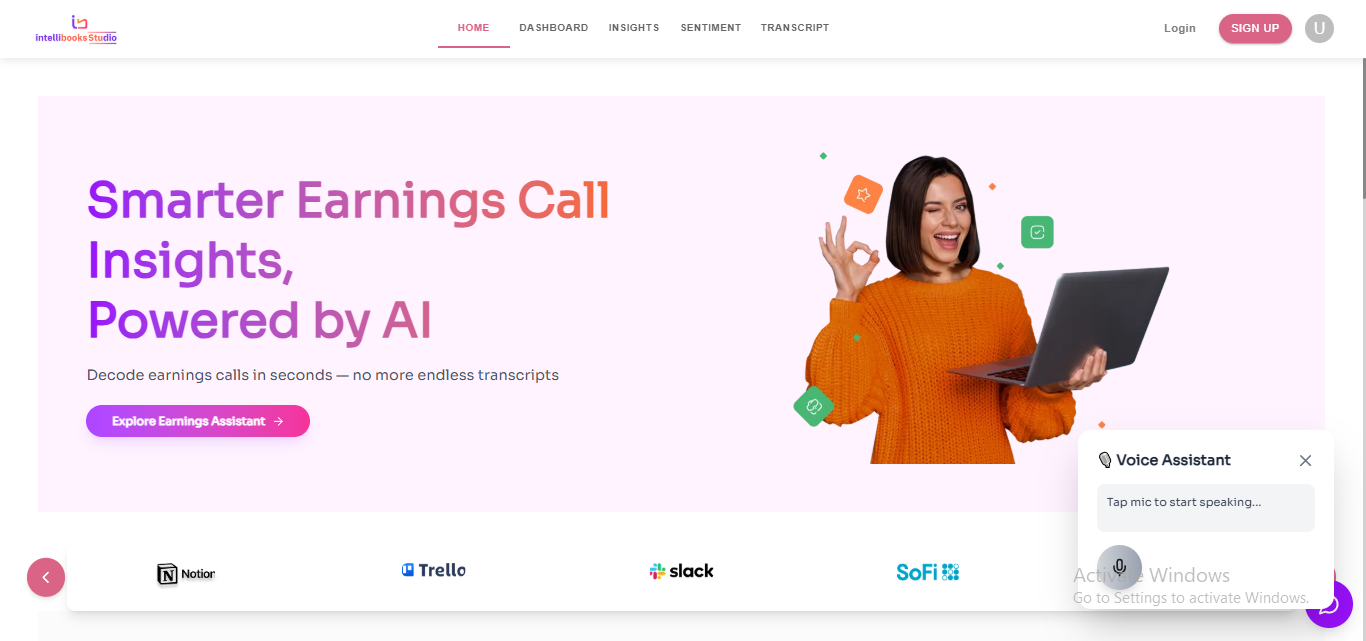 intellibooksStudio
HOME
DASHBOARD
INSIGHTS
SENTIMENT
TRANSCRIPT
Login
SIGN UP
U
Smarter Earnings Call
Insights,
Powered by AI
Decode earnings calls in seconds — no more endless transcripts
Explore Earnings Assistant →
Voice Assistant
Tap mic to start speaking...
Notion
Trello
slack
SoFi
Activate Windows
Go to Settings to activate Windows.